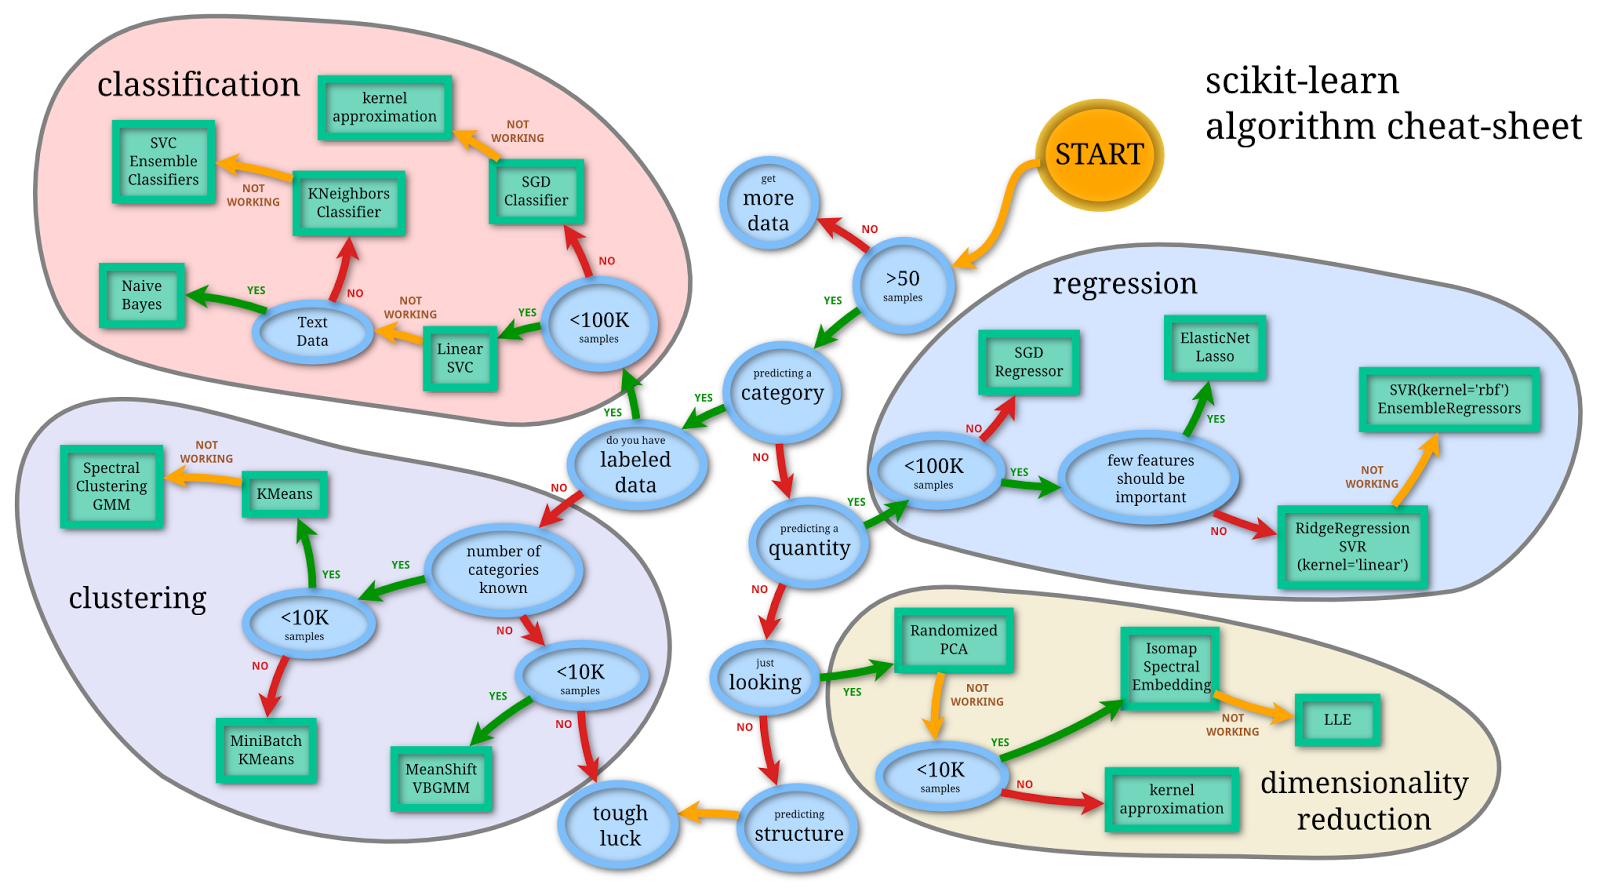 scikit-learn
algorithm cheat-sheet
START
>50
samples
NO
get
more
data
YES
predicting a
category
YES
do you have
labeled
data
YES
NO
NO
predicting a
quantity
YES
NO
just
looking
YES
NO
predicting
structure
tough
luck
classification
kernel
approximation
NOT
WORKING
SGD
Classifier
NO
<100K
samples
YES
Linear
SVC
NOT
WORKING
Text
Data
YES
Naive
Bayes
NO
KNeighbors
Classifier
NOT
WORKING
SVC
Ensemble
Classifiers
clustering
number of
categories
known
YES
<10K
samples
YES
KMeans
NOT
WORKING
Spectral
Clustering
GMM
NO
MiniBatch
KMeans
NO
<10K
samples
YES
MeanShift
VBGMM
NO
regression
<100K
samples
NO
SGD
Regressor
YES
few features
should be
important
YES
ElasticNet
Lasso
NO
RidgeRegression
SVR
(kernel='linear')
NOT
WORKING
SVR(kernel='rbf')
EnsembleRegressors
dimensionality
reduction
Randomized
PCA
NOT
WORKING
<10K
samples
YES
Isomap
Spectral
Embedding
NOT
WORKING
LLE
NO
kernel
approximation